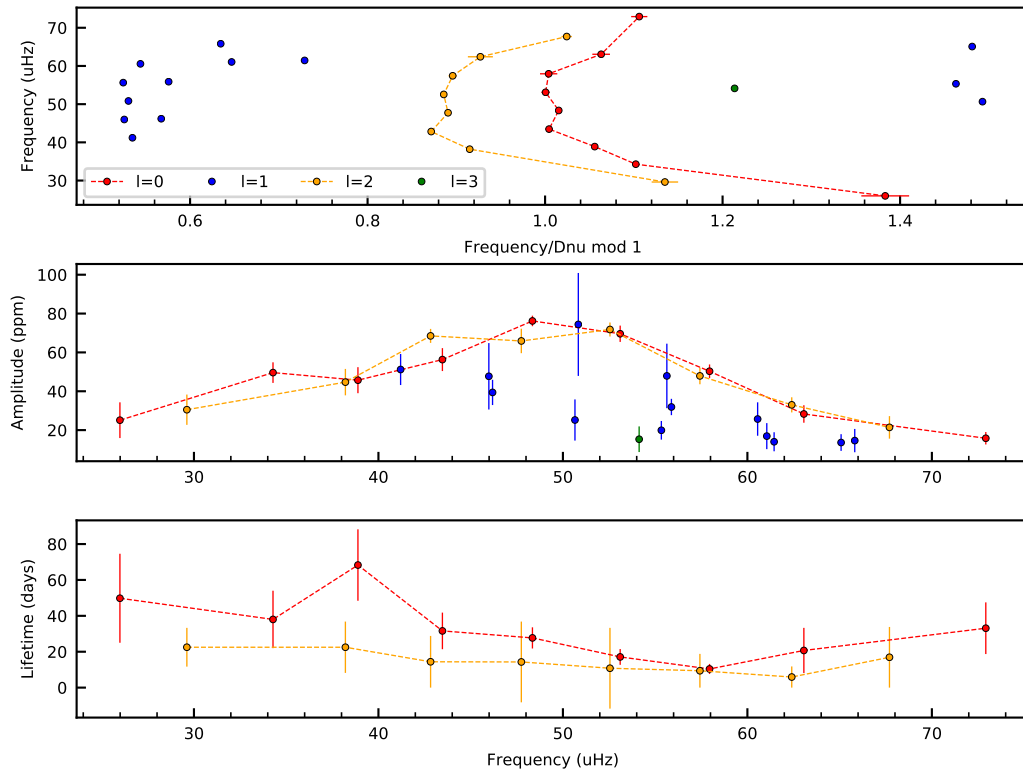 70
60
50
40
30
Frequency (uHz)
l=0 l=1 l=2 l=3
0.6 0.8 1.0 1.2 1.4
Frequency/Dnu mod 1
100
80
60
40
20
Amplitude (ppm)
30 40 50 60 70
80
60
40
20
0
Lifetime (days)
30 40 50 60 70
Frequency (uHz)